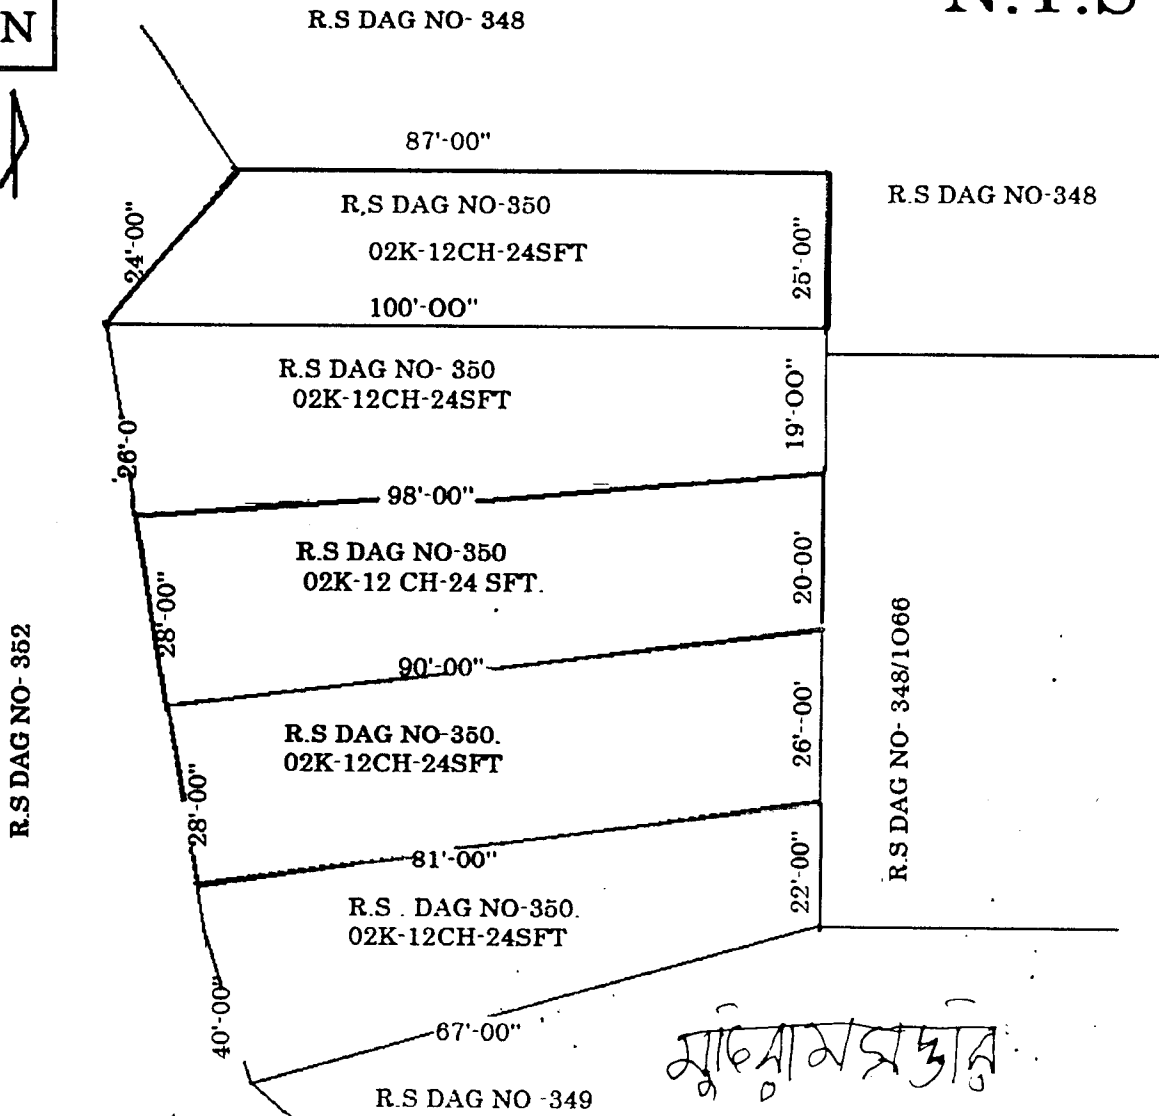 N
R.S DAG NO- 348
N.T.S
87'-00"
R,S DAG NO-350
02K-12CH-24SFT
24'-00"
25'-00"
R.S DAG NO-348
100'-OO"
R.S DAG NO- 350
02K-12CH-24SFT
26'-0'
19'-OO"
98'-00"
R.S DAG NO-350
02K-12 CH-24 SFT.
28'-00"
20-00'
90'-00"
R.S DAG NO- 352
R.S DAG NO-350.
02K-12CH-24SFT
28'-00"
26'--00'
R.S DAG NO- 348/1O66
81'-00"
R.S . DAG NO-350.
02K-12CH-24SFT
22'-00"
40'-00"
67'-00"
মুচিরাম সর্দ্দার
R.S DAG NO -349